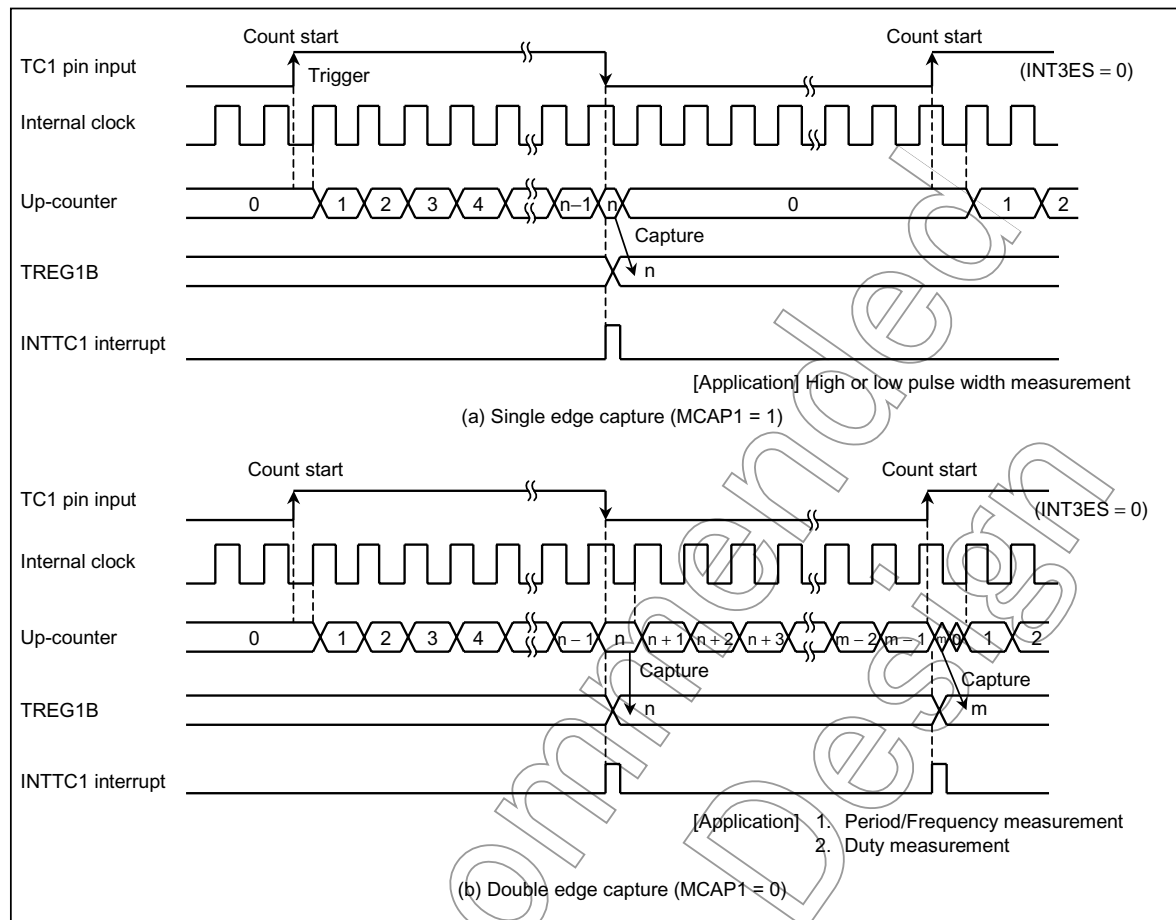 Count start
Count start
TC1 pin input
Trigger
(INT3ES = 0)
Internal clock
Up-counter
0 1 2 3 4 n−1 n 0 1 2
Capture
TREG1B
n
INTTC1 interrupt
[Application] High or low pulse width measurement
(a) Single edge capture (MCAP1 = 1)
Count start
Count start
TC1 pin input
(INT3ES = 0)
Internal clock
Up-counter
0 1 2 3 4 n − 1 n n + 1 n + 2 n + 3 m − 2 m − 1 m 0 1 2
Capture
Capture
TREG1B
n
m
INTTC1 interrupt
[Application] 1. Period/Frequency measurement
2. Duty measurement
(b) Double edge capture (MCAP1 = 0)
ommended
Design